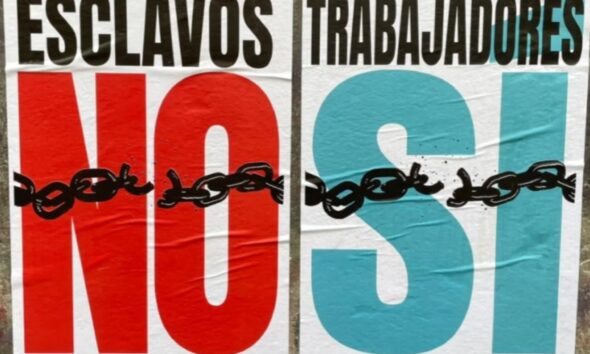 ESCLAVOS
NO
TRABAJADORES
SI